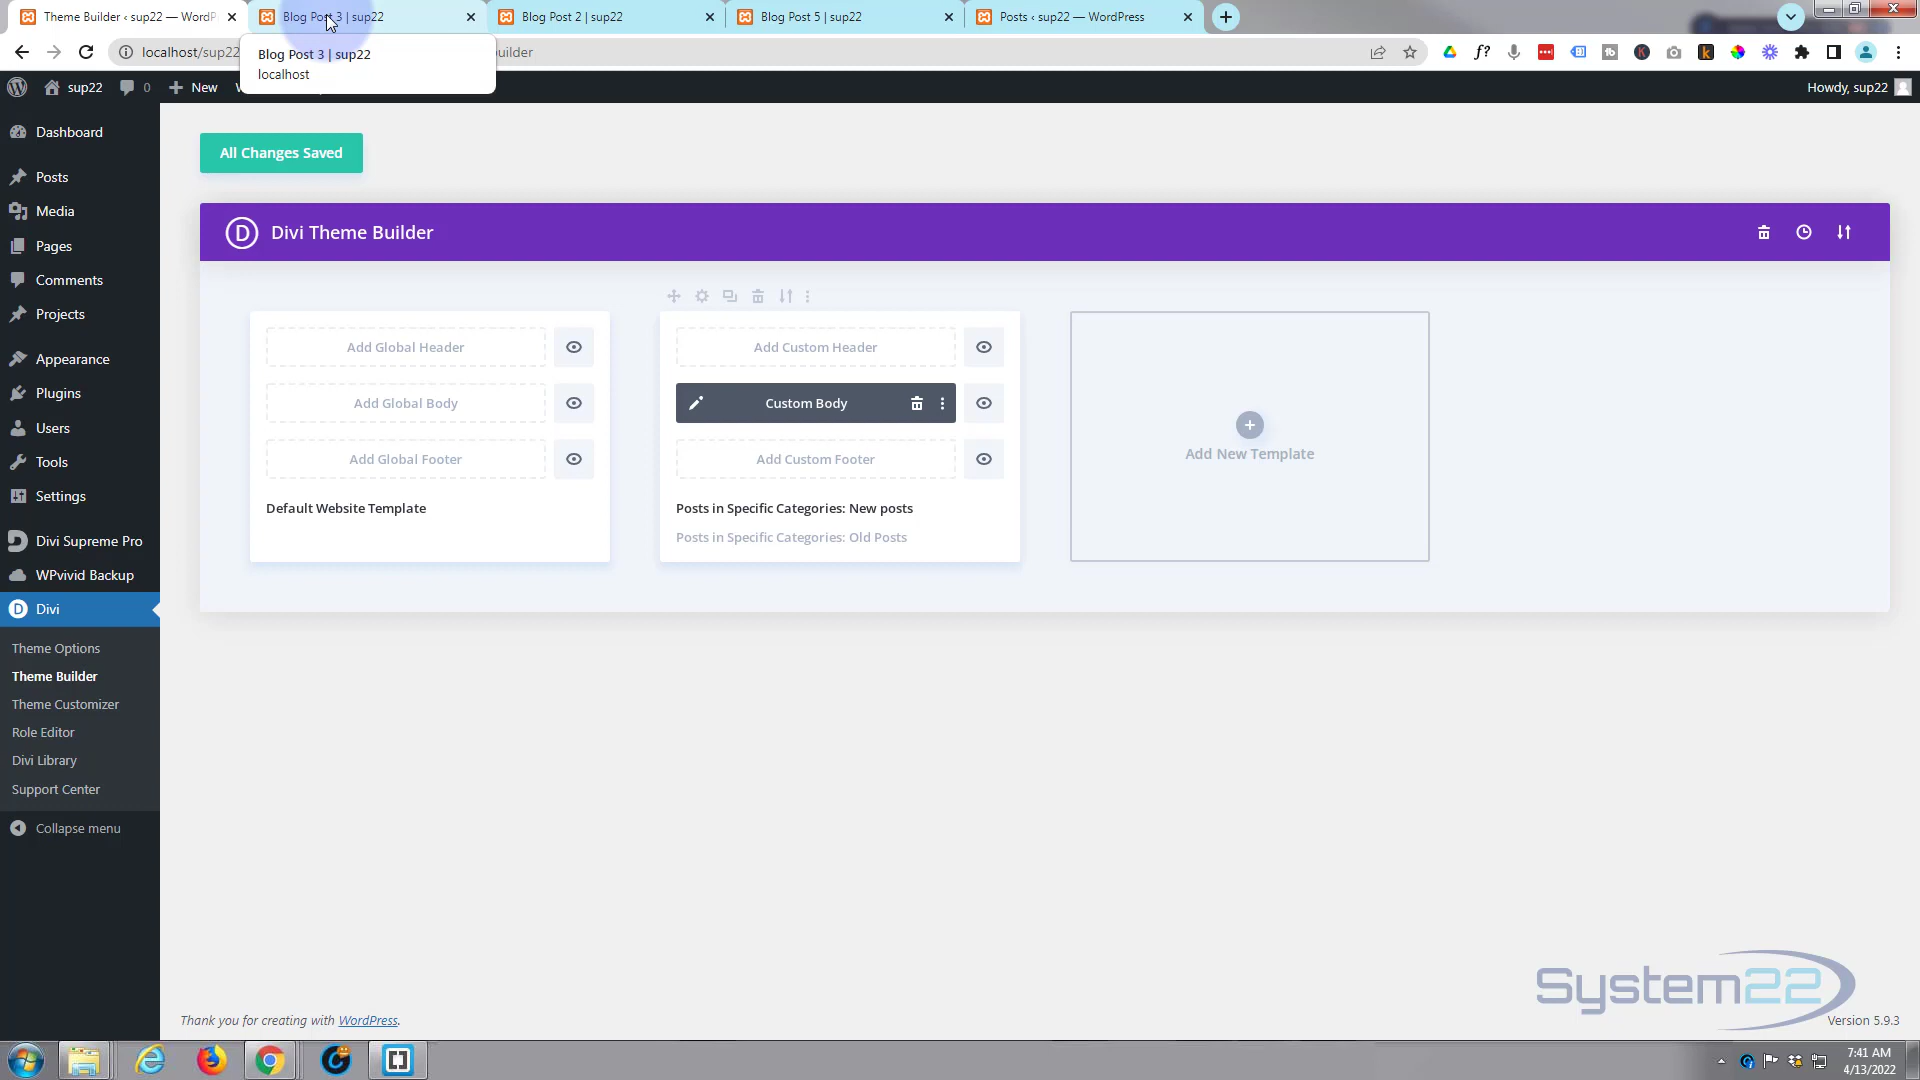 Theme Builder ‹ sup22 — WordP
Blog Post 3 | sup22
Blog Post 2 | sup22
Blog Post 5 | sup22
Posts ‹ sup22 — WordPress
localhost/sup22
uilder
Blog Post 3 | sup22
localhost
sup22
0
New
Howdy, sup22
Dashboard
Posts
Media
Pages
Comments
Projects
Appearance
Plugins
Users
Tools
Settings
Divi Supreme Pro
WPvivid Backup
Divi
Theme Options
Theme Builder
Theme Customizer
Role Editor
Divi Library
Support Center
Collapse menu
All Changes Saved
Divi Theme Builder
Add Global Header
Add Global Body
Add Global Footer
Default Website Template
Add Custom Header
Custom Body
Add Custom Footer
Posts in Specific Categories: New posts
Posts in Specific Categories: Old Posts
Add New Template
System22
Thank you for creating with WordPress.
Version 5.9.3
7:41 AM
4/13/2022